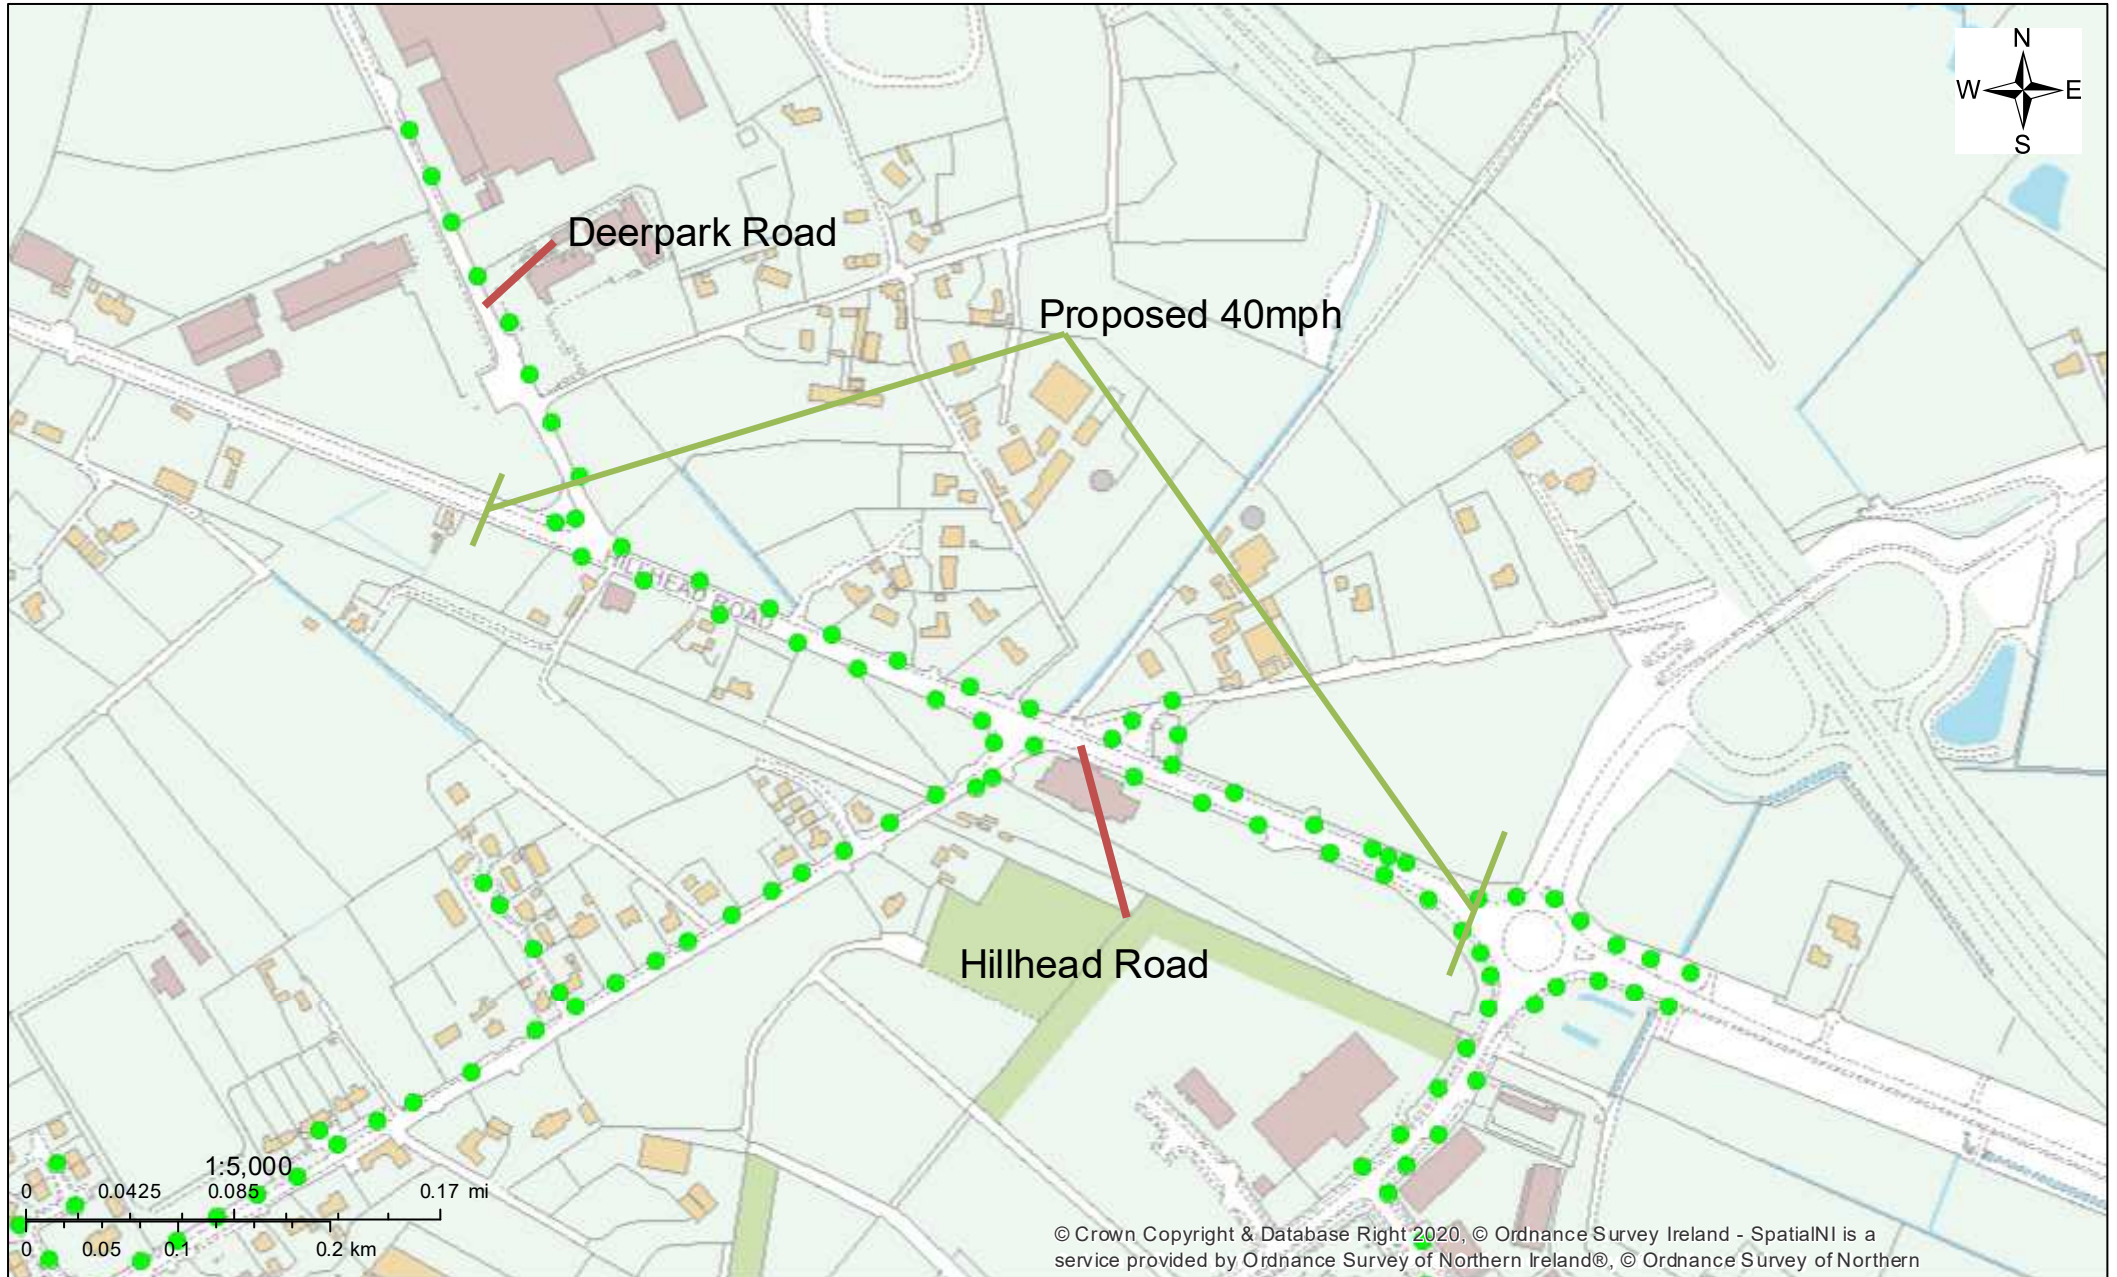 N
W E
S
Deerpark Road
Proposed 40mph
HILLHEAD ROAD
Hillhead Road
1:5,000
0 0.0425 0.085 0.17 mi
0 0.05 0.1 0.2 km
© Crown Copyright & Database Right 2020, © Ordnance Survey Ireland - SpatialNI is a
service provided by Ordnance Survey of Northern Ireland®, © Ordnance Survey of Northern